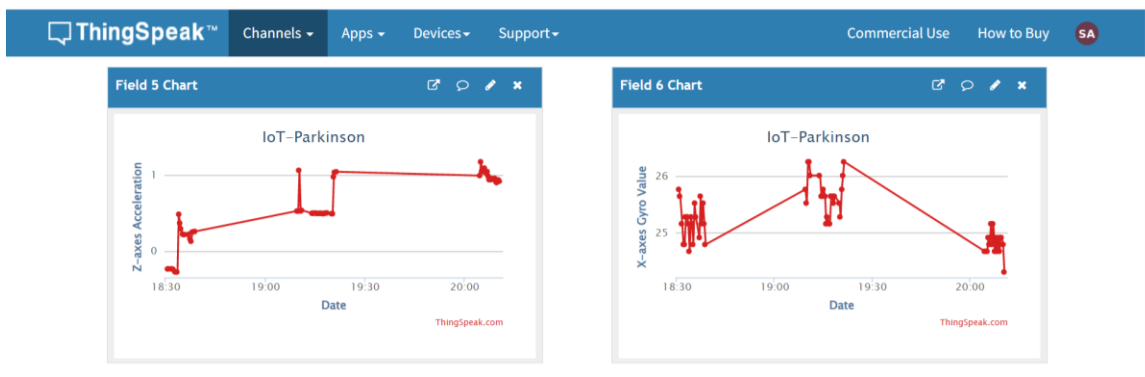 ThingSpeak™ Channels Apps Devices Support Commercial Use How to Buy SA
Field 5 Chart
IoT-Parkinson
Z-axes Acceleration
1
0
18:30 19:00 19:30 20:00
Date
ThingSpeak.com
Field 6 Chart
IoT-Parkinson
X-axes Gyro Value
26
25
18:30 19:00 19:30 20:00
Date
ThingSpeak.com